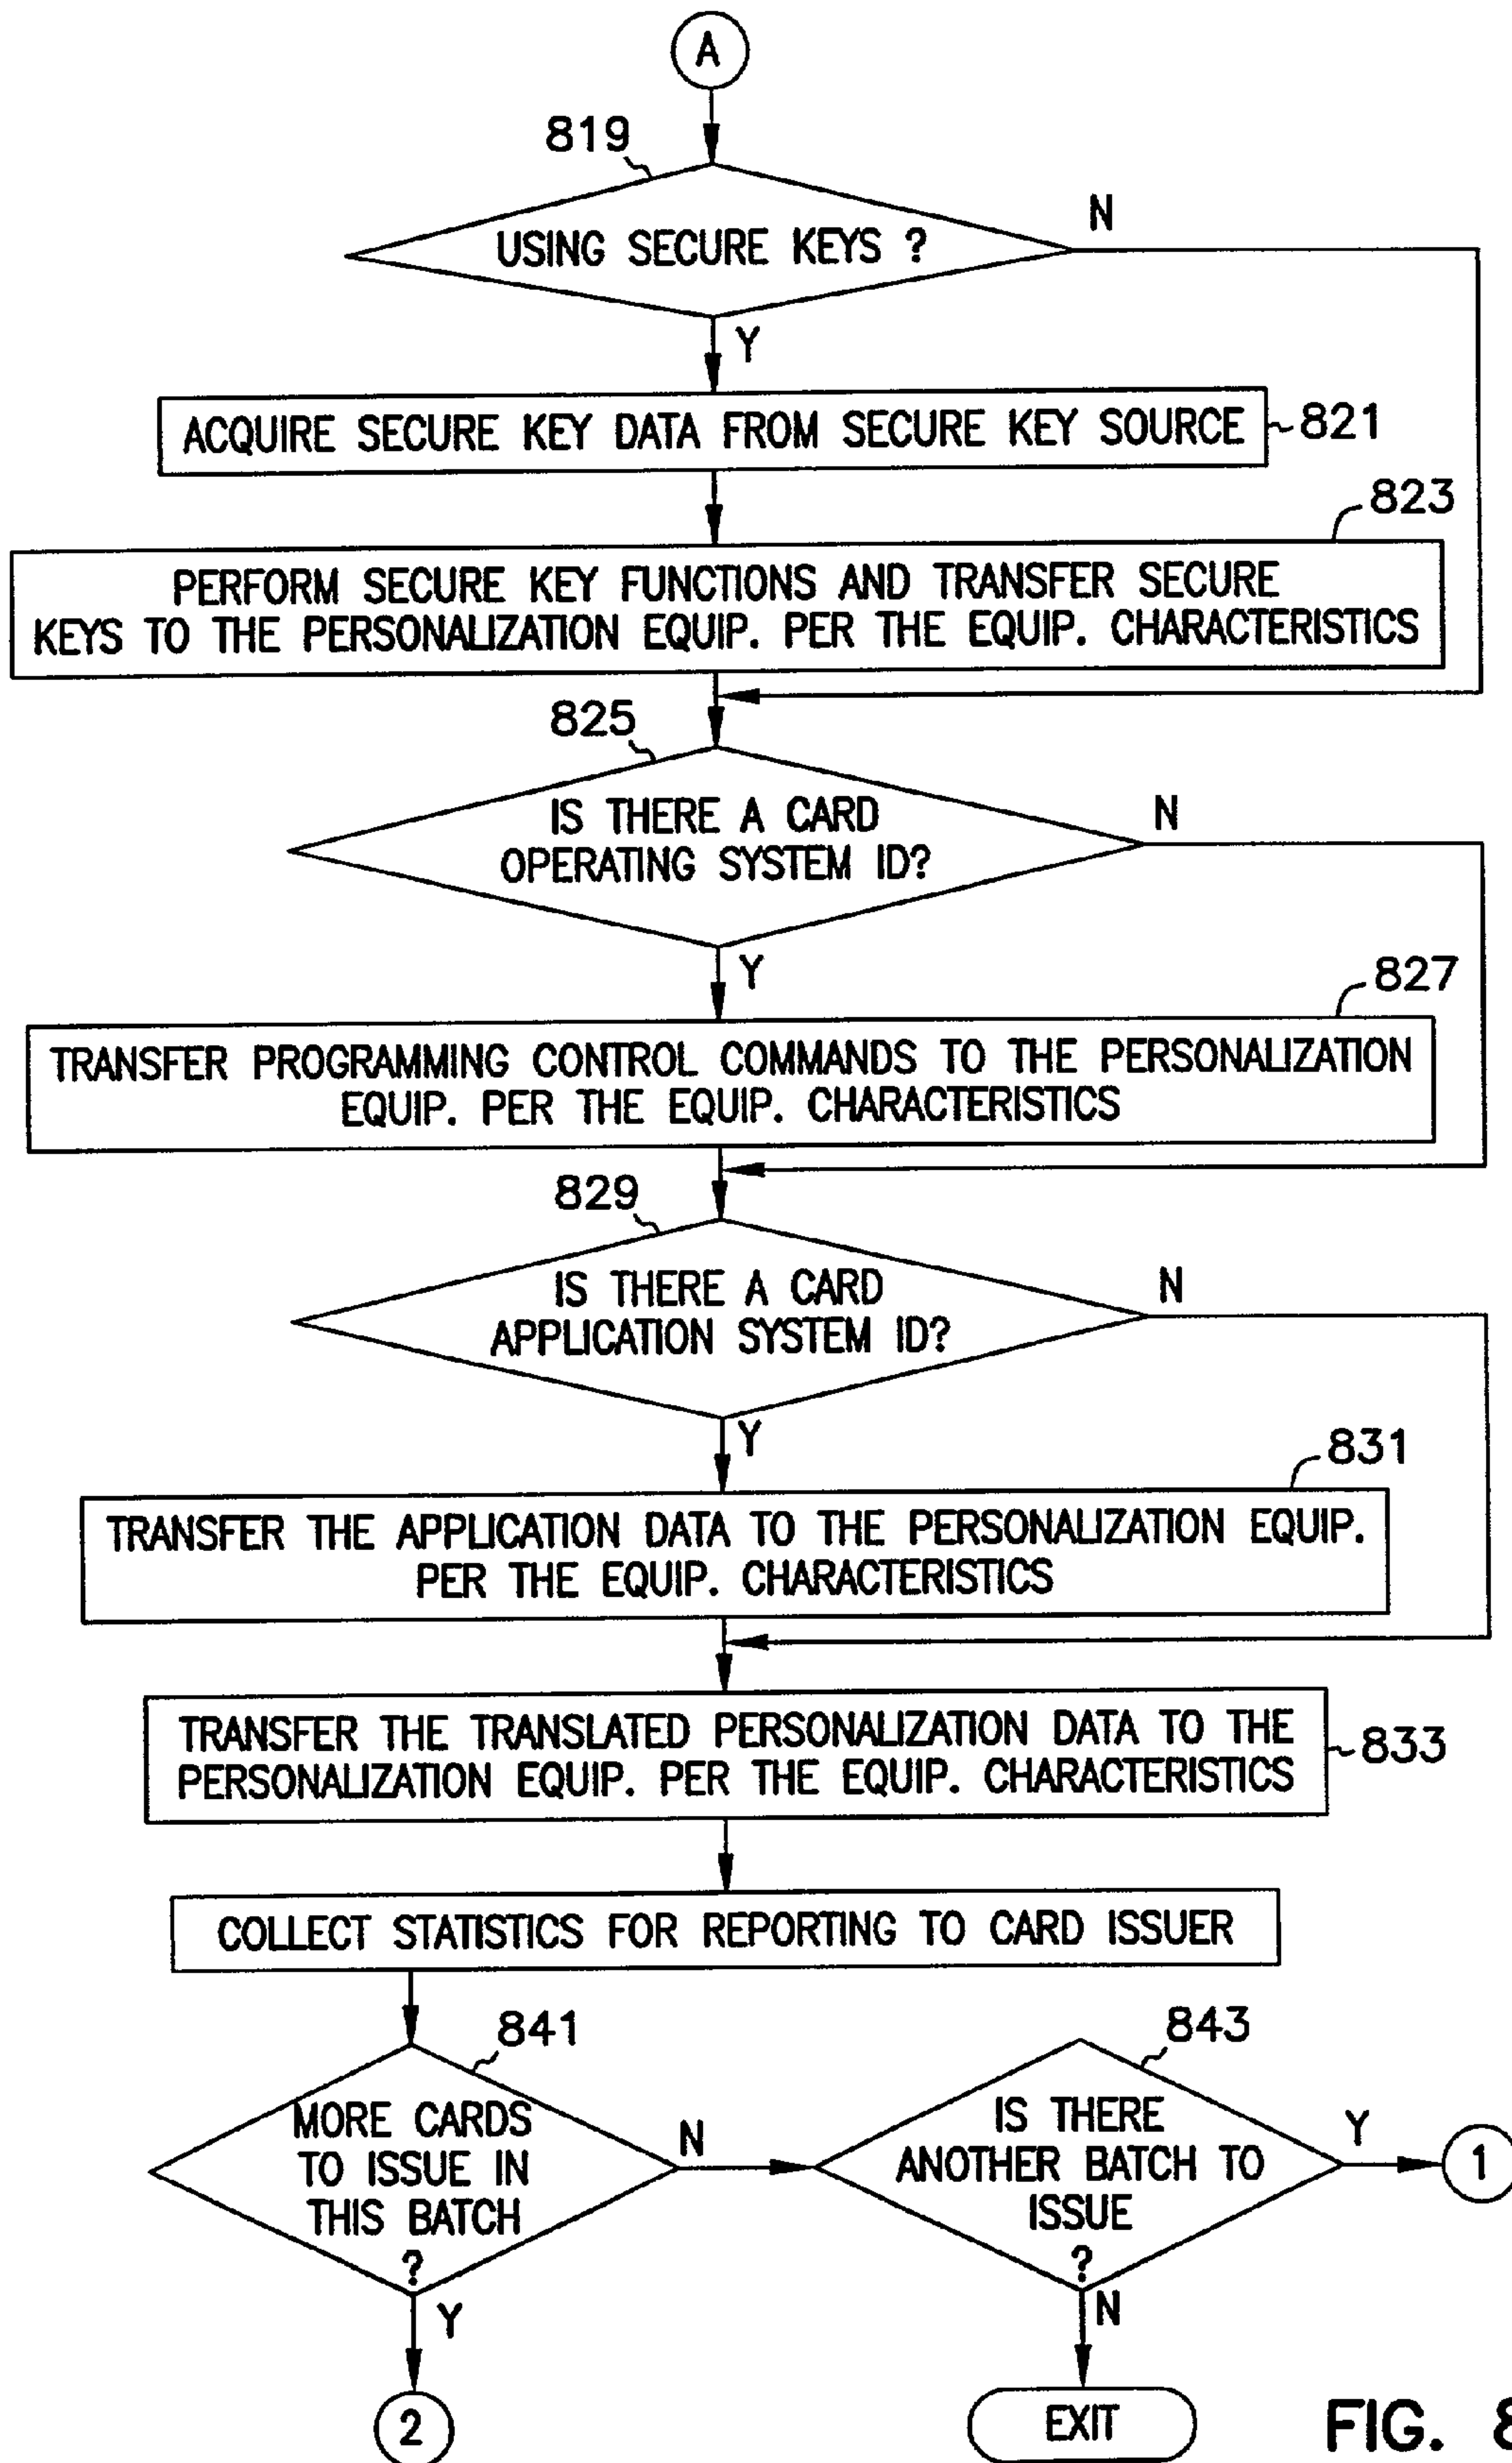 A
819
USING SECURE KEYS ?
N
Y
ACQUIRE SECURE KEY DATA FROM SECURE KEY SOURCE
821
823
PERFORM SECURE KEY FUNCTIONS AND TRANSFER SECURE
KEYS TO THE PERSONALIZATION EQUIP. PER THE EQUIP. CHARACTERISTICS
825
IS THERE A CARD
OPERATING SYSTEM ID?
N
Y
827
TRANSFER PROGRAMMING CONTROL COMMANDS TO THE PERSONALIZATION
EQUIP. PER THE EQUIP. CHARACTERISTICS
829
IS THERE A CARD
APPLICATION SYSTEM ID?
N
Y
831
TRANSFER THE APPLICATION DATA TO THE PERSONALIZATION EQUIP.
PER THE EQUIP. CHARACTERISTICS
TRANSFER THE TRANSLATED PERSONALIZATION DATA TO THE
PERSONALIZATION EQUIP. PER THE EQUIP. CHARACTERISTICS
833
COLLECT STATISTICS FOR REPORTING TO CARD ISSUER
841
MORE CARDS
TO ISSUE IN
THIS BATCH
?
N
Y
2
843
IS THERE
ANOTHER BATCH TO
ISSUE
?
Y
1
N
EXIT
FIG.